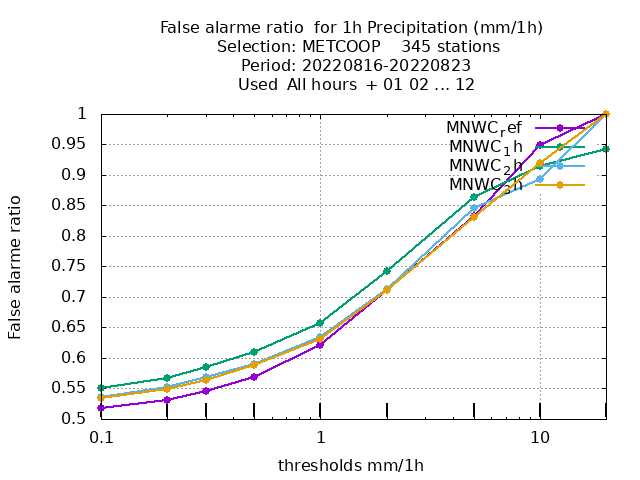 False alarme ratio for 1h Precipitation (mm/1h)
Selection: METCOOP 345 stations
Period: 20220816-20220823
Used All hours + 01 02 ... 12
MNWC_ref
MNWC_1h
MNWC_2h
MNWC_3h
1
0.95
0.9
0.85
0.8
0.75
0.7
0.65
0.6
0.55
0.5
False alarme ratio
0.1 1 10
thresholds mm/1h